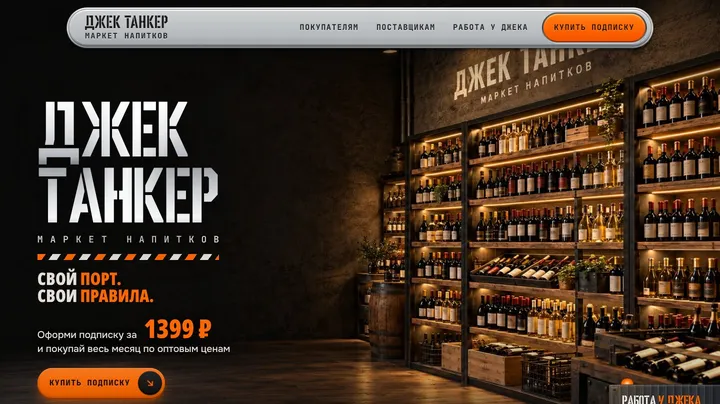 ДЖЕК ТАНКЕР
МАРКЕТ НАПИТКОВ
ПОКУПАТЕЛЯМ
ПОСТАВЩИКАМ
РАБОТА У ДЖЕКА
КУПИТЬ ПОДПИСКУ
ДЖЕК ТАНКЕР
МАРКЕТ НАПИТКОВ
ДЖЕК
ТАНКЕР
МАРКЕТ НАПИТКОВ
СВОЙ ПОРТ.
СВОИ ПРАВИЛА.
Оформи подписку за 1399 ₽
и покупай весь месяц по оптовым ценам
КУПИТЬ ПОДПИСКУ
РАБОТА У ДЖЕКА